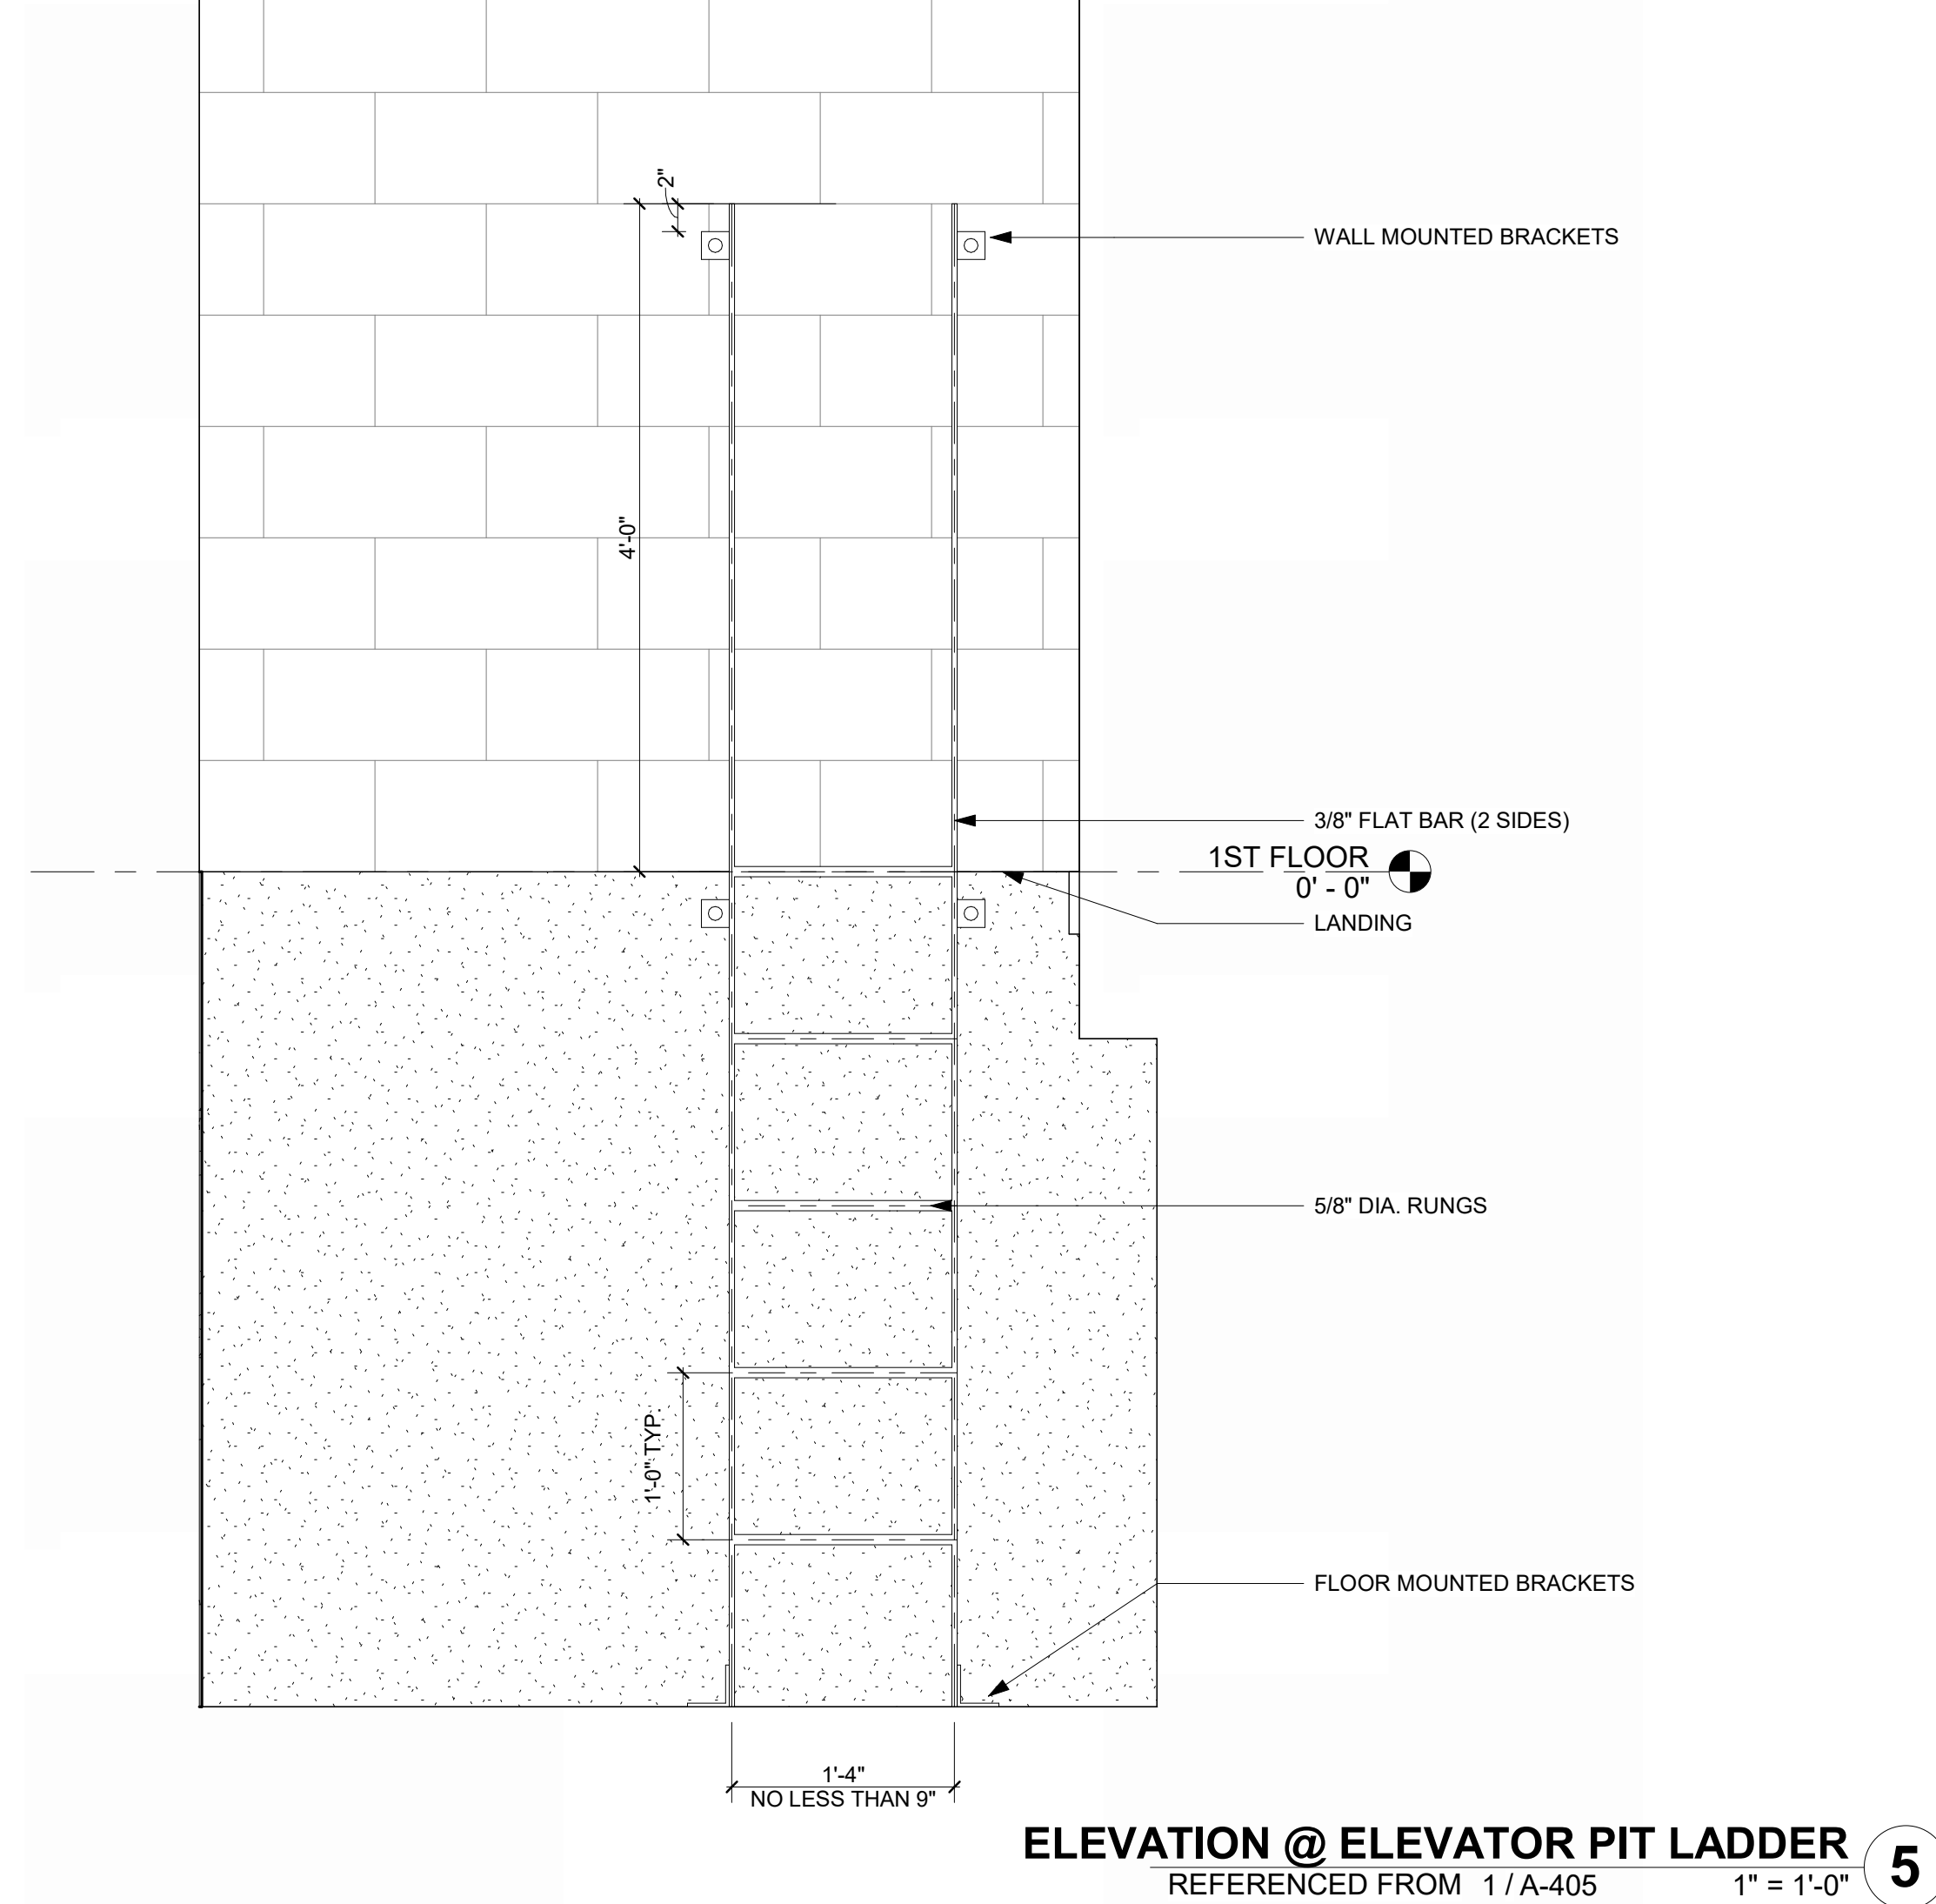 2"
WALL MOUNTED BRACKETS
4'-0"
3/8" FLAT BAR (2 SIDES)
1ST FLOOR
0' - 0"
LANDING
5/8" DIA. RUNGS
1'-0" TYP.
FLOOR MOUNTED BRACKETS
1'-4"
NO LESS THAN 9"
ELEVATION @ ELEVATOR PIT LADDER
5
REFERENCED FROM 1 / A-405 1" = 1'-0"